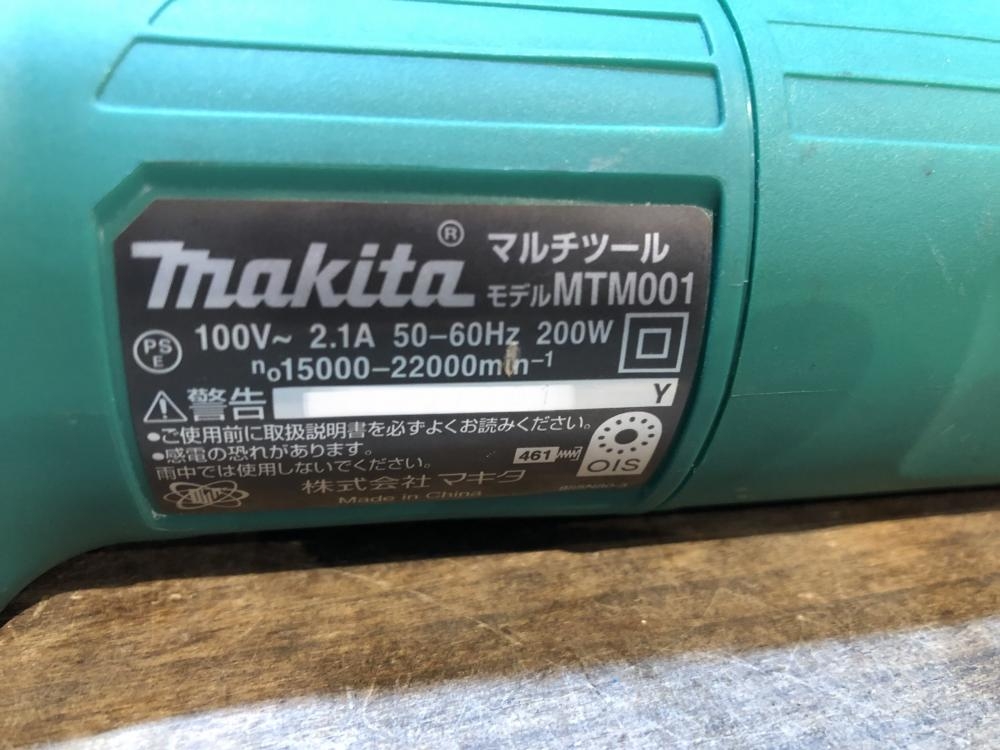 makita®
マルチツール
モデルMTM001
PS
E
100V~ 2.1A 50–60Hz 200W
n₀15000–22000min⁻¹
⚠警告
Y
•ご使用前に取扱説明書を必ずよくお読みください。
•感電の恐れがあります。
雨中では使用しないでください。
461
OIS
株式会社 マキタ
Made in China